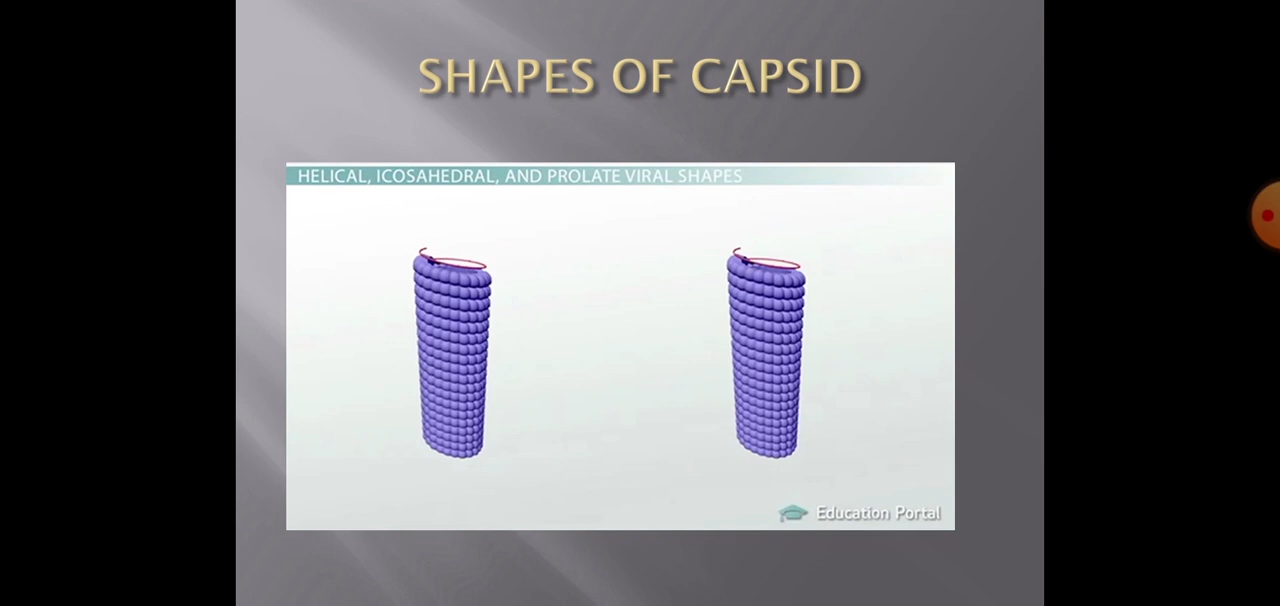 SHAPES OF CAPSID
HELICAL, ICOSAHEDRAL, AND PROLATE VIRAL SHAPES
Education Portal